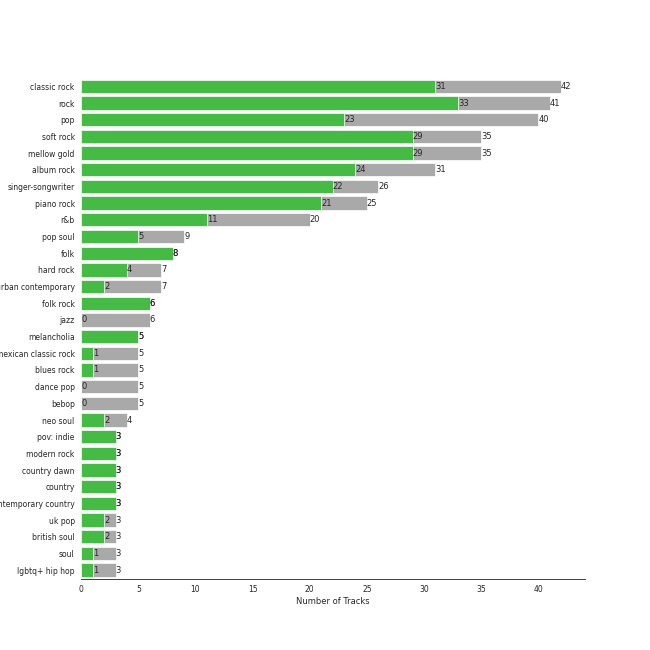 classic rock 31 42
rock 33 41
pop 23 40
soft rock 29 35
mellow gold 29 35
album rock 24 31
singer-songwriter 22 26
piano rock 21 25
r&b 11 20
pop soul 5 9
folk 8
hard rock 4 7
rban contemporary 2 7
folk rock 6
jazz 0 6
melancholia 5
mexican classic rock 1 5
blues rock 1 5
dance pop 0 5
bebop 0 5
neo soul 2 4
pov: indie 3
modern rock 3
country dawn 3
country 3
ntemporary country 3
uk pop 2 3
british soul 2 3
soul 1 3
lgbtq+ hip hop 1 3
0 5 10 15 20 25 30 35 40
Number of Tracks